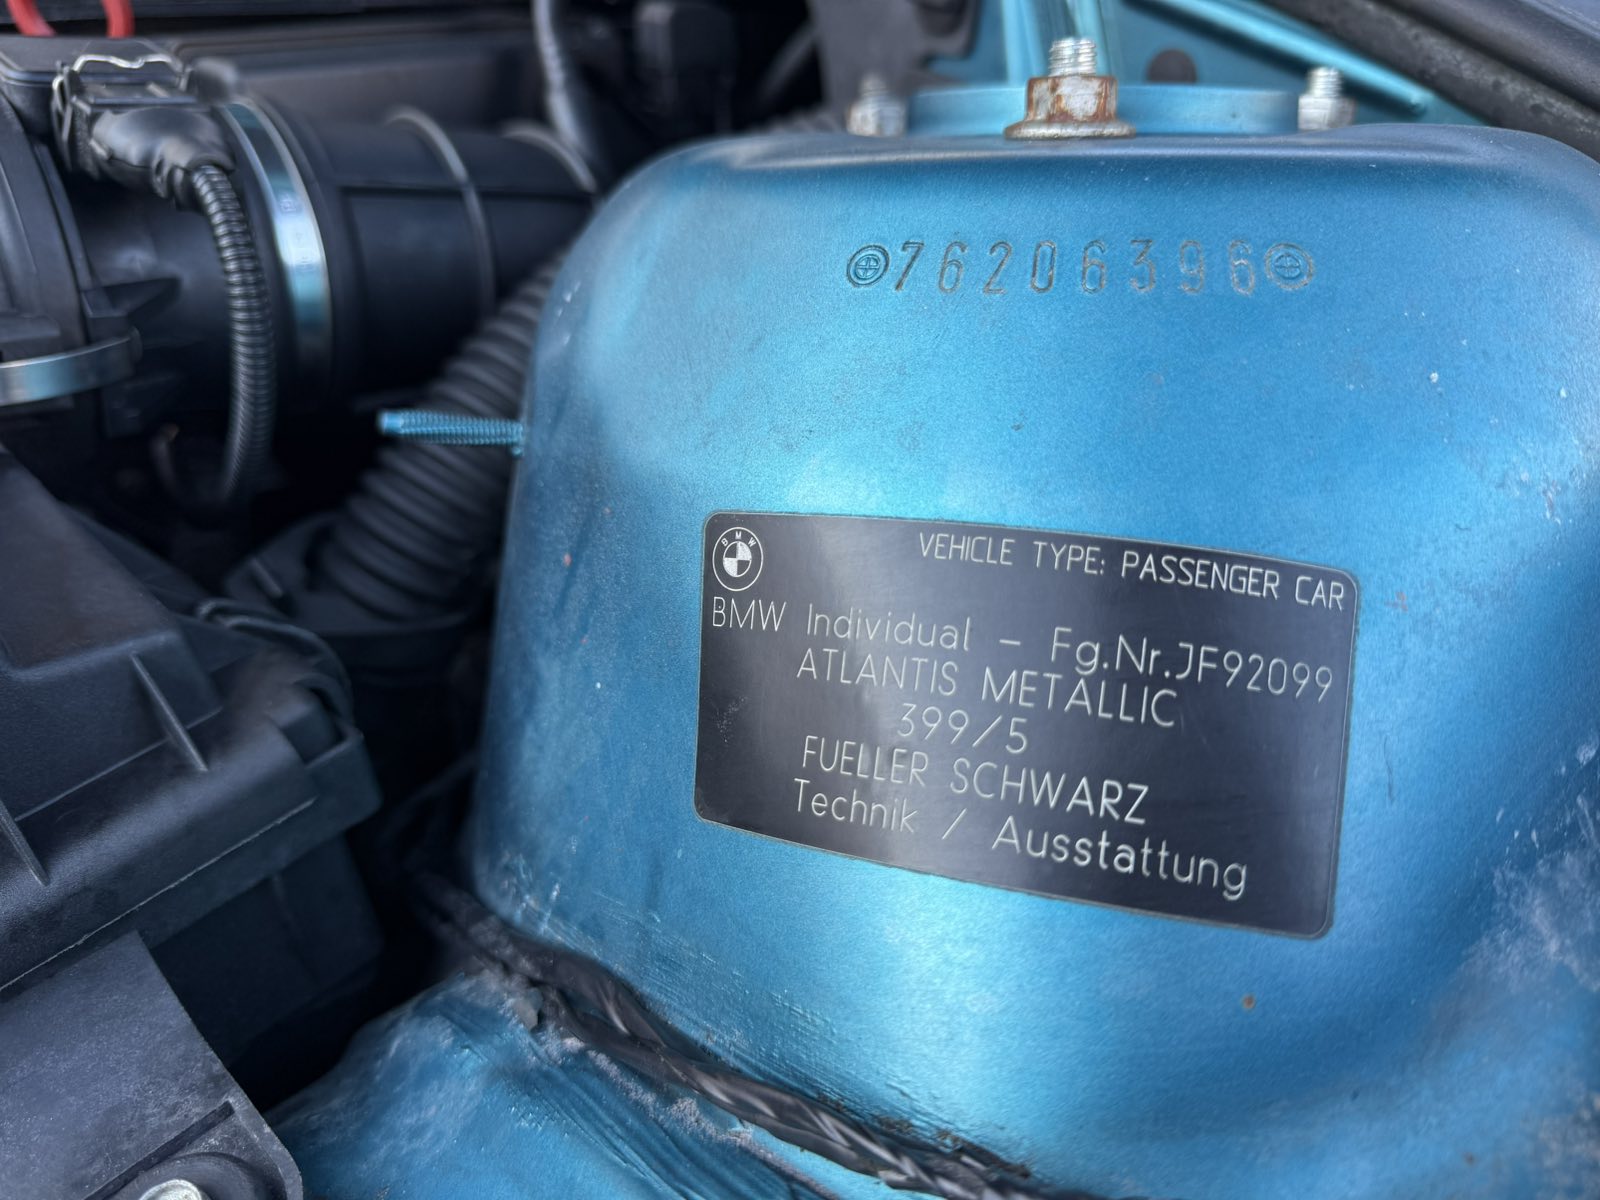 76206396
BMW
VEHICLE TYPE: PASSENGER CAR
BMW Individual – Fg.Nr.JF92099
ATLANTIS METALLIC
399/5
FUELLER SCHWARZ
Technik / Ausstattung